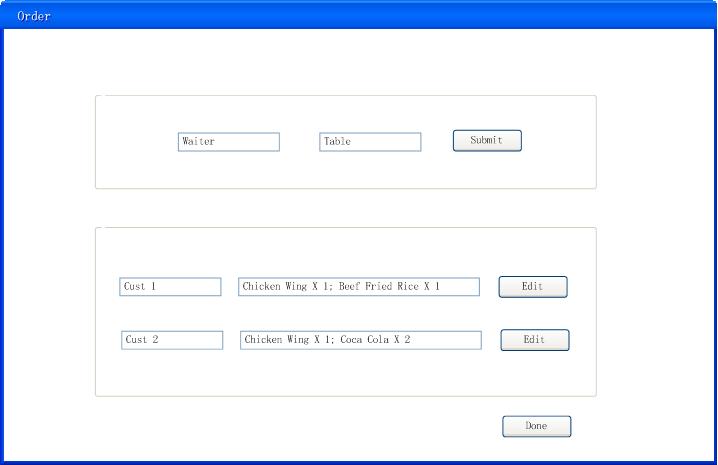 Order
Waiter
Table
Submit
Cust 1
Chicken Wing X 1; Beef Fried Rice X 1
Edit
Cust 2
Chicken Wing X 1; Coca Cola X 2
Edit
Done